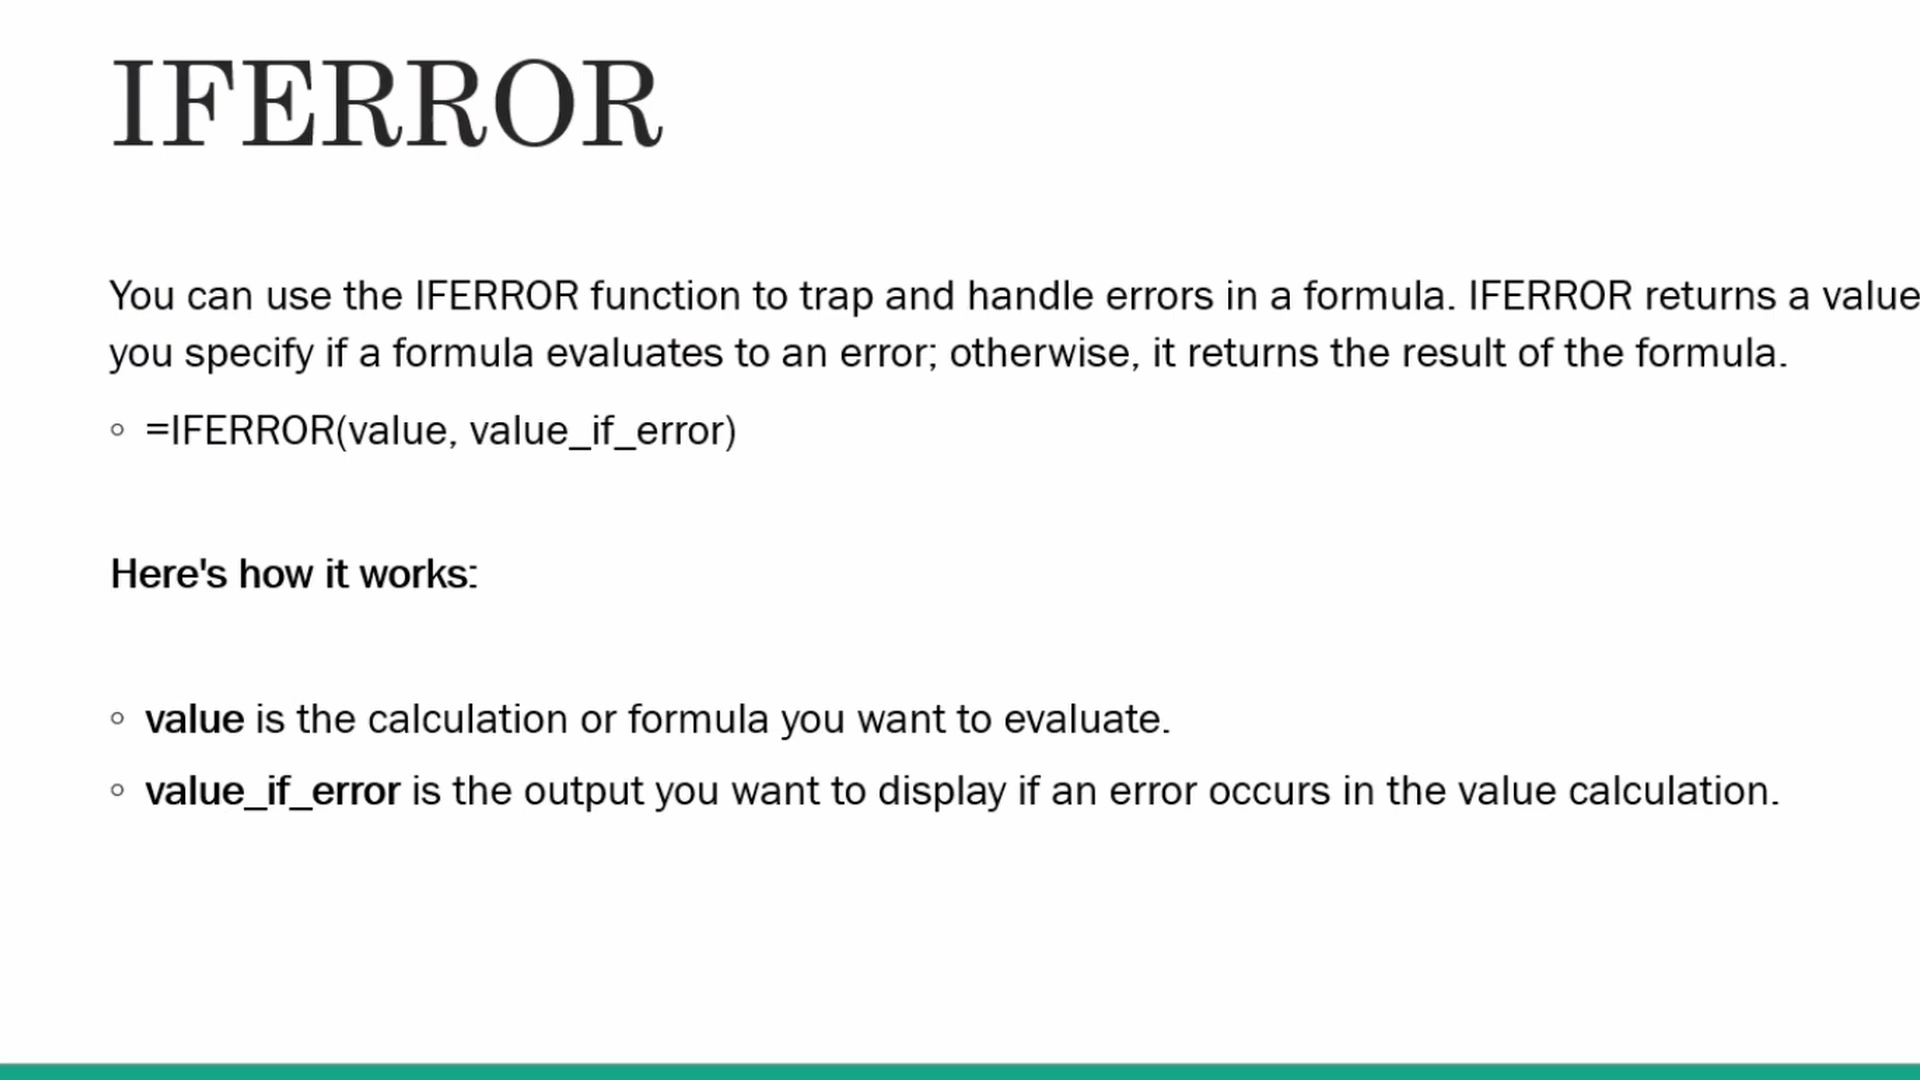 IFERROR
You can use the IFERROR function to trap and handle errors in a formula. IFERROR returns a value
you specify if a formula evaluates to an error; otherwise, it returns the result of the formula.
◦ =IFERROR(value, value_if_error)
Here's how it works:
◦ value is the calculation or formula you want to evaluate.
◦ value_if_error is the output you want to display if an error occurs in the value calculation.